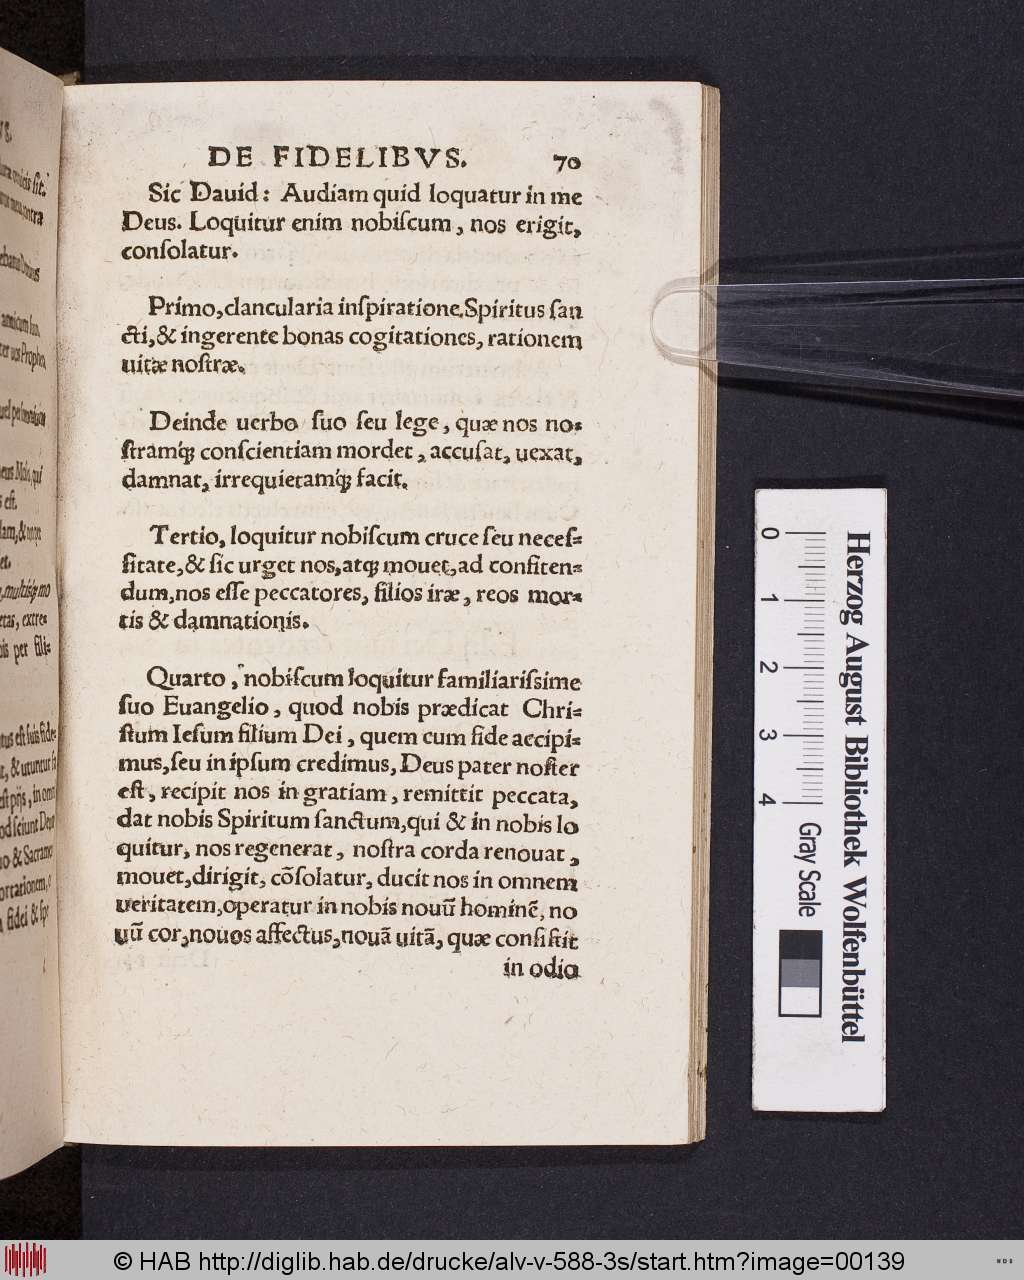 DE FIDELIBVS. 70
Sic Dauid: Audiam quid loquatur in me
Deus. Loquitur enim nobiſcum, nos erigit,
conſolatur.
Primo, clancularia inſpiratione Spiritus ſan
cti, & ingerente bonas cogitationes, rationem
uitæ noſtræ.
Deinde uerbo ſuo ſeu lege, quæ nos no-
ſtramq́; conſcientiam mordet, accuſat, uexat,
damnat, irrequietamq́; facit.
Tertio, loquitur nobiſcum cruce ſeu neceſ-
ſitate, & ſic urget nos, atq; mouet, ad confiten-
dum, nos eſſe peccatores, filios iræ, reos mor-
tis & damnationis.
Quarto, nobiſcum loquitur familiariſsime
ſuo Euangelio, quod nobis prædicat Chri-
ſtum Ieſum filium Dei, quem cum fide accipi-
mus, ſeu in ipſum credimus, Deus pater noſter
eſt, recipit nos in gratiam, remittit peccata,
dat nobis Spiritum ſanctum, qui & in nobis lo
quitur, nos regenerat, noſtra corda renouat,
mouet, dirigit, cõſolatur, ducit nos in omnem
ueritatem, operatur in nobis nouũ hominẽ, no
uũ cor, nouos affectus, nouã uitã, quæ conſiſtit
in odio
0 1 2 3 4
Gray Scale
Herzog August Bibliothek Wolfenbüttel
© HAB http://diglib.hab.de/drucke/alv-v-588-3s/start.htm?image=00139